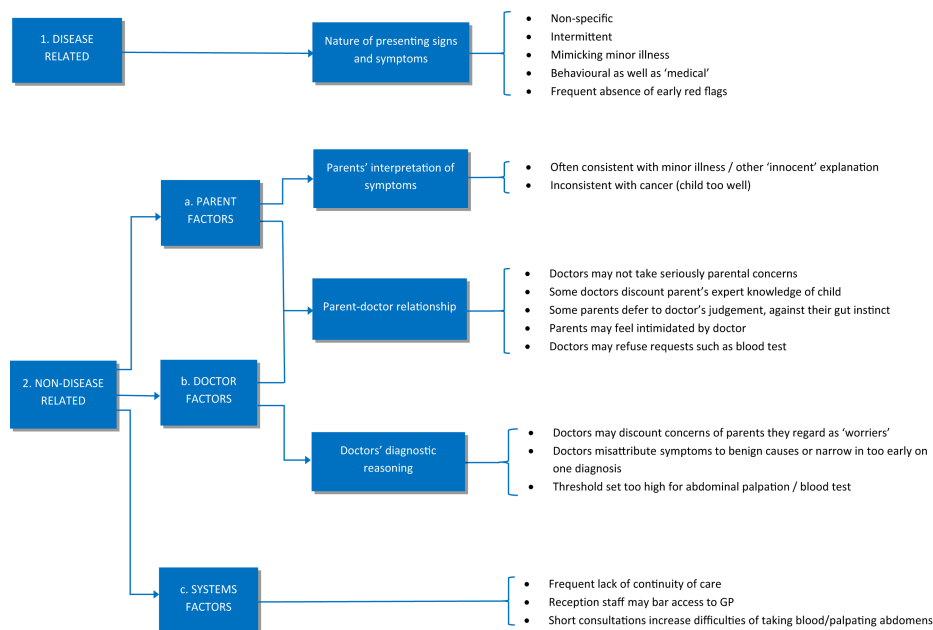 1. DISEASE
RELATED
Nature of presenting signs
and symptoms
• Non-specific
• Intermittent
• Mimicking minor illness
• Behavioural as well as ‘medical’
• Frequent absence of early red flags
a. PARENT
FACTORS
Parents’ interpretation of
symptoms
• Often consistent with minor illness / other ‘innocent’ explanation
• Inconsistent with cancer (child too well)
Parent-doctor relationship
• Doctors may not take seriously parental concerns
• Some doctors discount parent’s expert knowledge of child
• Some parents defer to doctor’s judgement, against their gut instinct
• Parents may feel intimidated by doctor
• Doctors may refuse requests such as blood test
2. NON-DISEASE
RELATED
b. DOCTOR
FACTORS
Doctors’ diagnostic
reasoning
• Doctors may discount concerns of parents they regard as ‘worriers’
• Doctors misattribute symptoms to benign causes or narrow in too early on
one diagnosis
• Threshold set too high for abdominal palpation / blood test
c. SYSTEMS
FACTORS
• Frequent lack of continuity of care
• Reception staff may bar access to GP
• Short consultations increase difficulties of taking blood/palpating abdomens